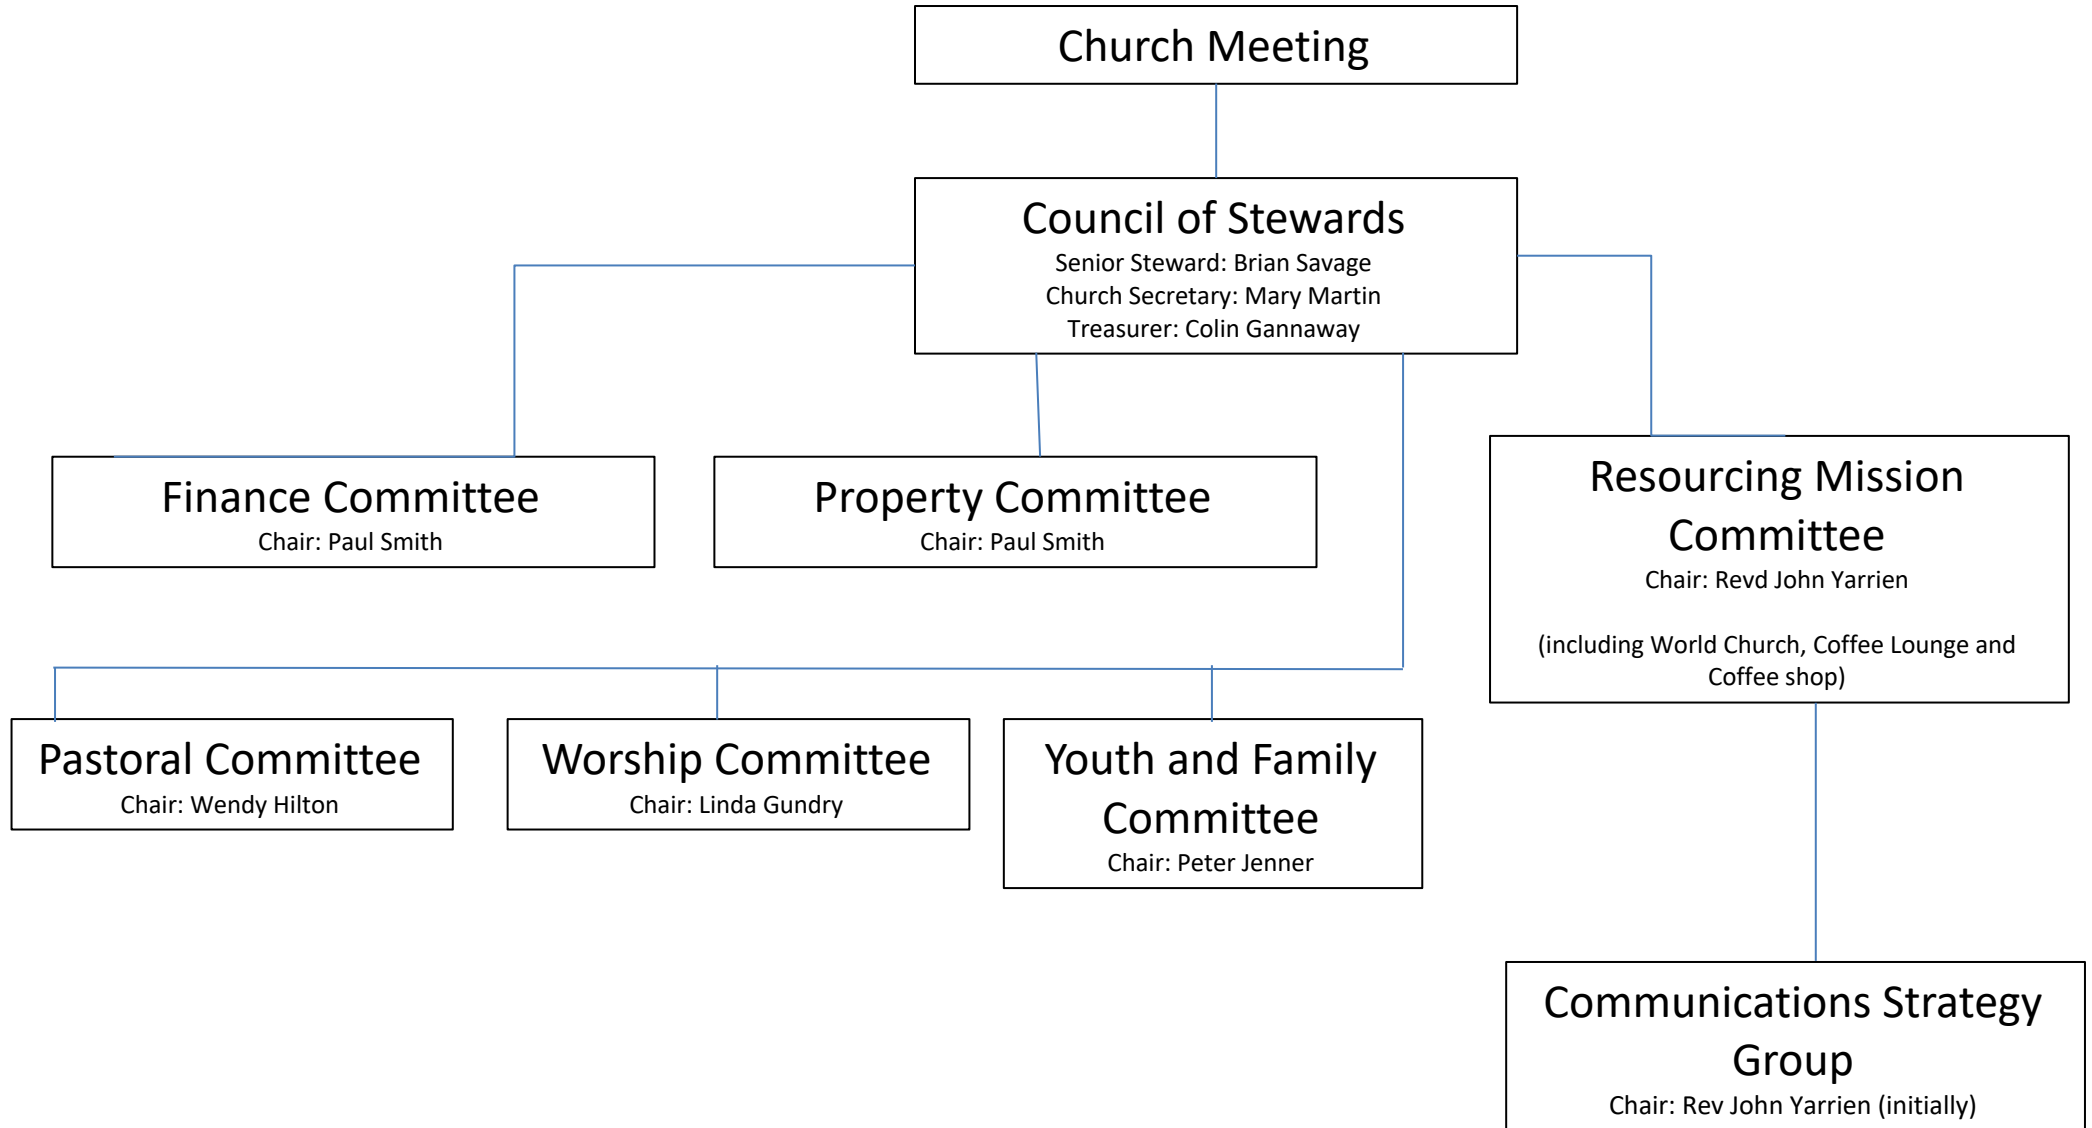 Church Meeting
Council of Stewards
Senior Steward: Brian Savage
Church Secretary: Mary Martin
Treasurer: Colin Gannaway
Finance Committee
Chair: Paul Smith
Property Committee
Chair: Paul Smith
Resourcing Mission
Committee
Chair: Revd John Yarrien
(including World Church, Coffee Lounge and
Coffee shop)
Pastoral Committee
Chair: Wendy Hilton
Worship Committee
Chair: Linda Gundry
Youth and Family
Committee
Chair: Peter Jenner
Communications Strategy
Group
Chair: Rev John Yarrien (initially)